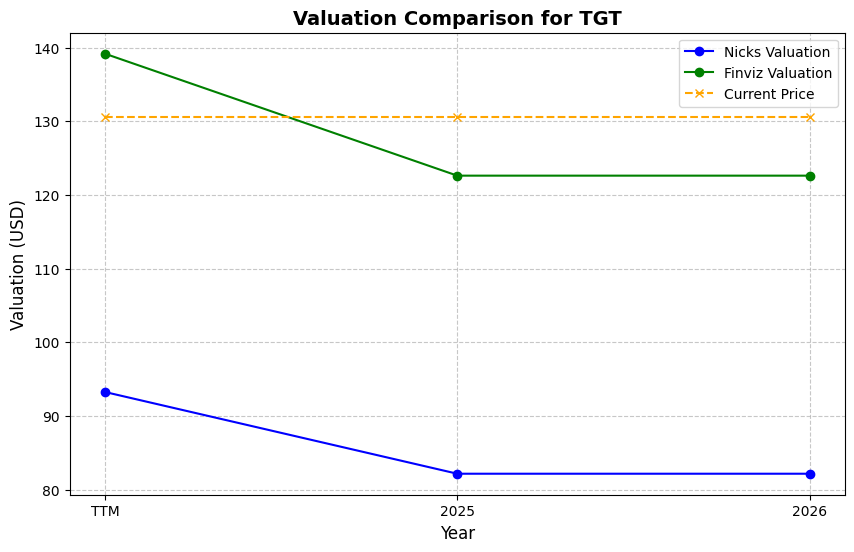 Valuation Comparison for TGT
Nicks Valuation
Finviz Valuation
Current Price
140
130
120
110
100
90
80
Valuation (USD)
TTM
2025
2026
Year